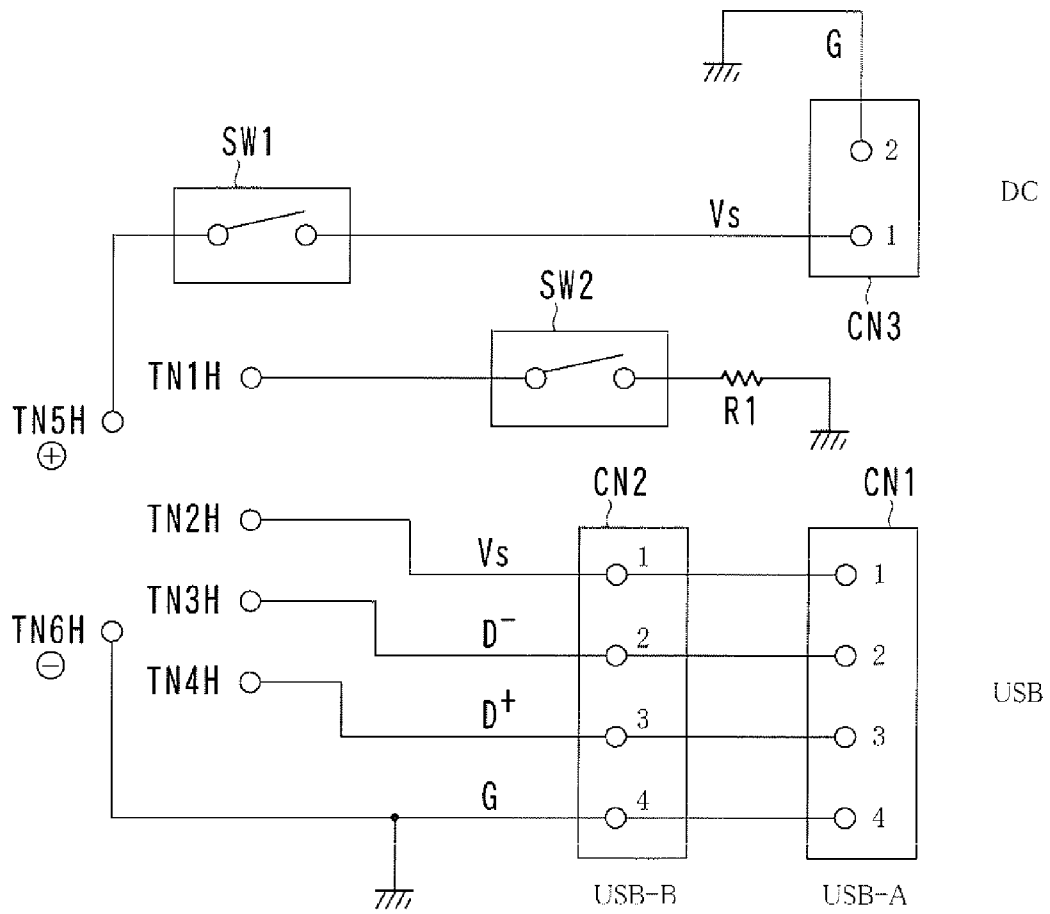 G
SW1
2
DC
Vs
1
SW2
CN3
TN1H
R1
TN5H
+
CN2
CN1
TN2H
Vs
1
1
TN3H
TN6H
−
D−
2
2
TN4H
D+
3
3
USB
G
4
4
USB-B
USB-A